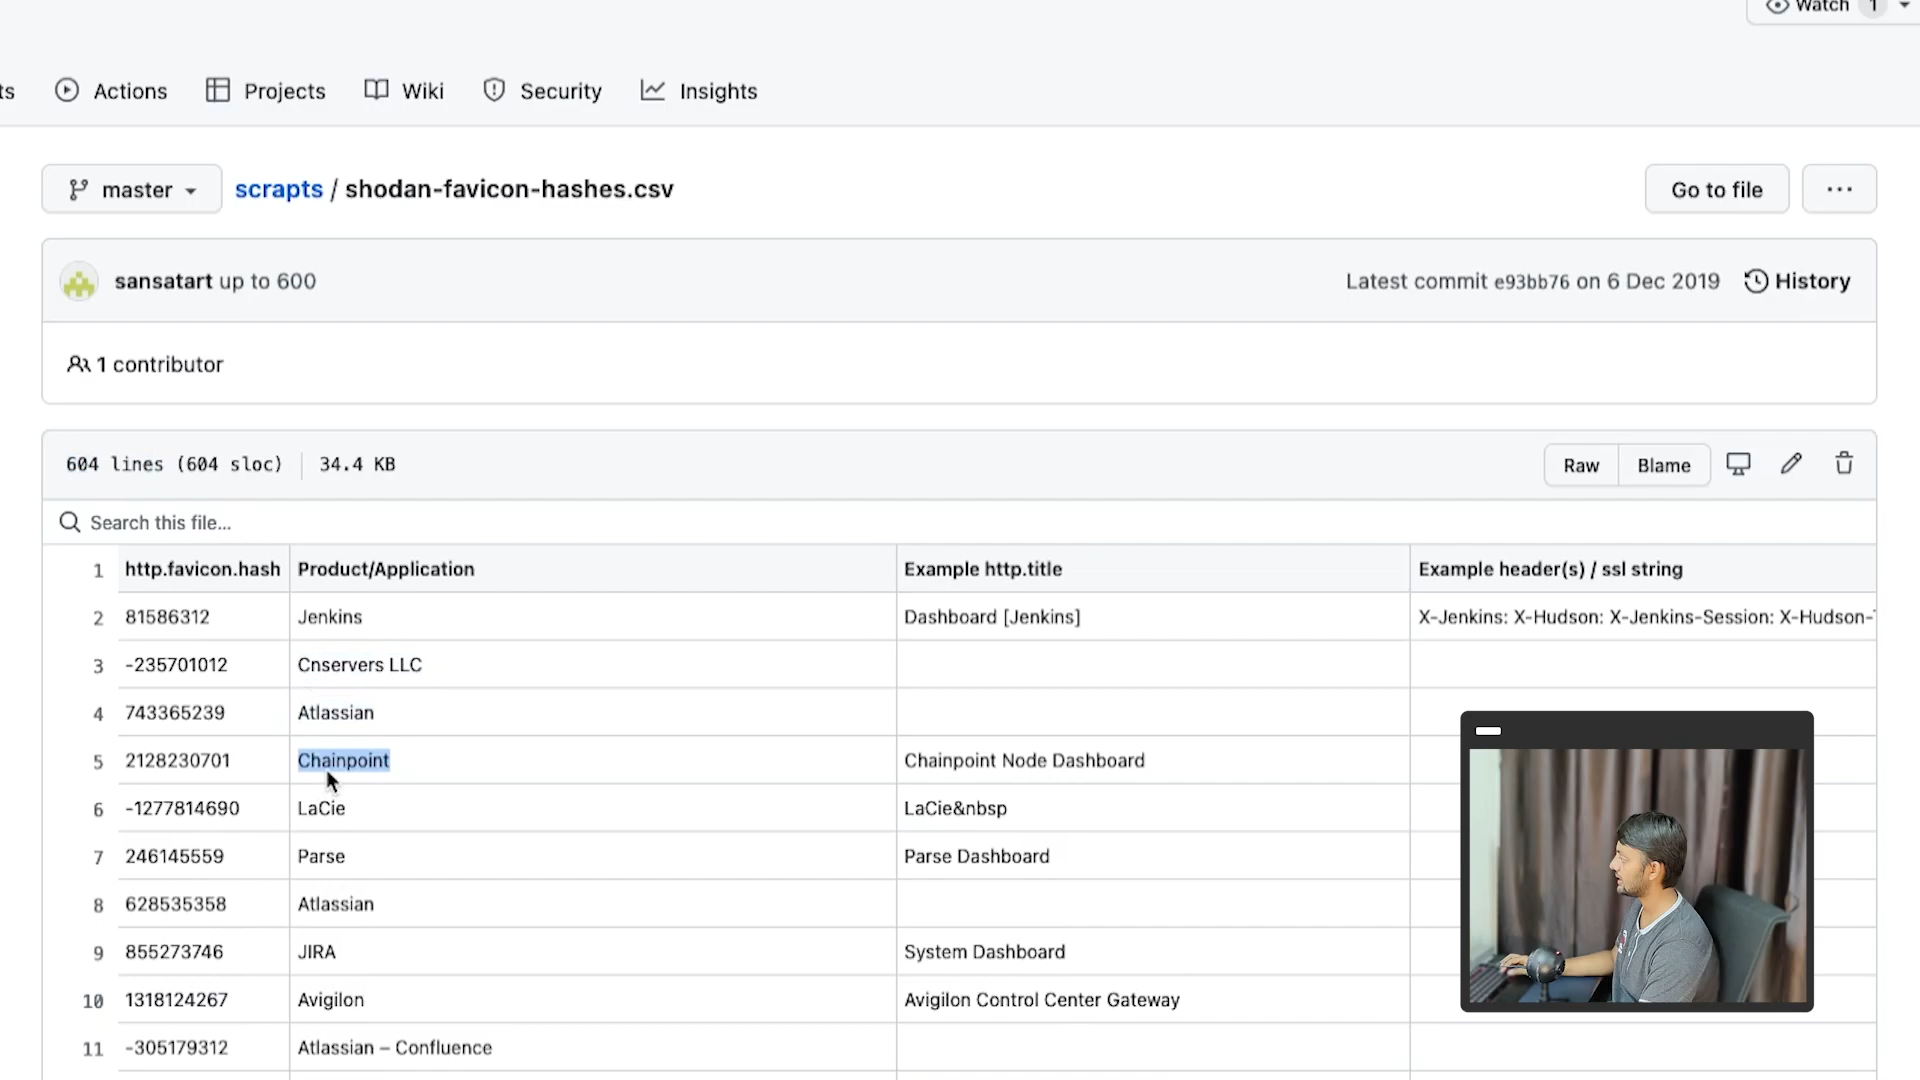 Watch 1
ts Actions Projects Wiki Security Insights
master scrapts / shodan-favicon-hashes.csv Go to file ...
sansatart up to 600 Latest commit e93bb76 on 6 Dec 2019 History
1 contributor
604 lines (604 sloc) 34.4 KB Raw Blame
Search this file...
1 http.favicon.hash Product/Application Example http.title Example header(s) / ssl string
2 81586312 Jenkins Dashboard [Jenkins] X-Jenkins: X-Hudson: X-Jenkins-Session: X-Hudson-
3 -235701012 Cnservers LLC
4 743365239 Atlassian
5 2128230701 Chainpoint Chainpoint Node Dashboard
6 -1277814690 LaCie LaCie&nbsp
7 246145559 Parse Parse Dashboard
8 628535358 Atlassian
9 855273746 JIRA System Dashboard
10 1318124267 Avigilon Avigilon Control Center Gateway
11 -305179312 Atlassian – Confluence